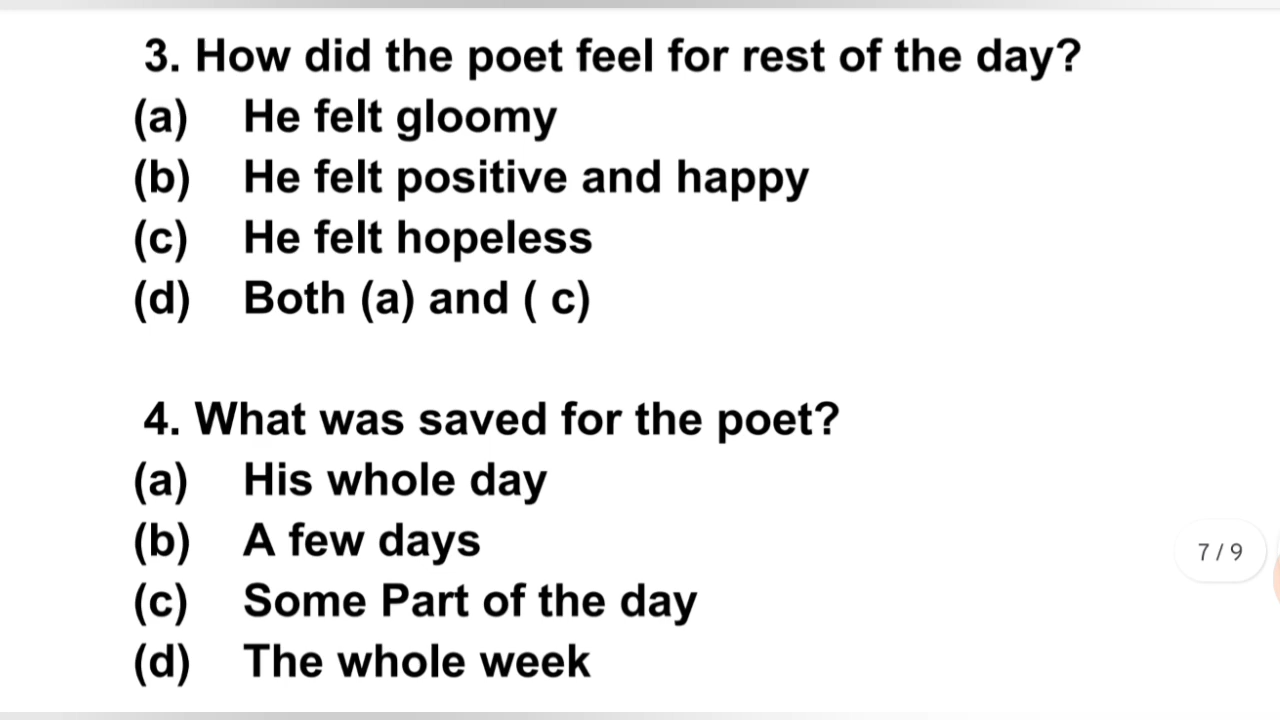 3. How did the poet feel for rest of the day?
(a) He felt gloomy
(b) He felt positive and happy
(c) He felt hopeless
(d) Both (a) and ( c)
4. What was saved for the poet?
(a) His whole day
(b) A few days
(c) Some Part of the day
(d) The whole week
7 / 9